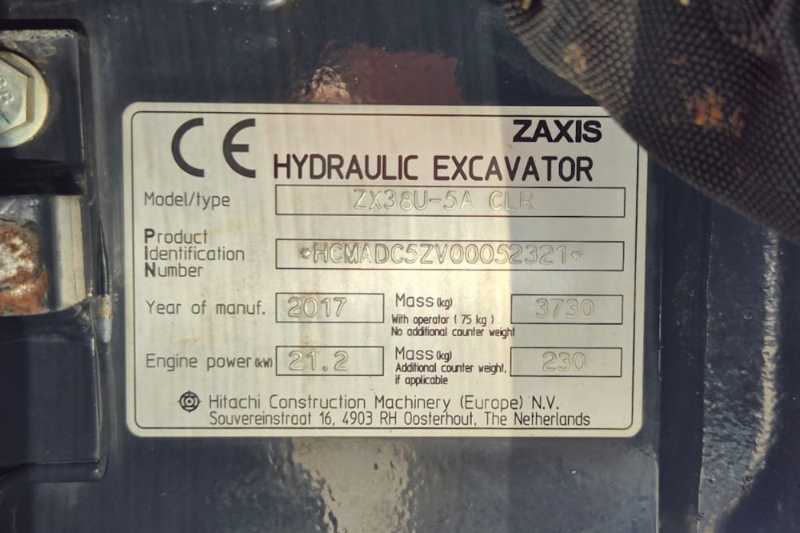 CE ZAXIS
HYDRAULIC EXCAVATOR
Model/type ZX38U-5A CLR
Product
Identification *HCMADC5ZV00052321*
Number
Year of manuf. 2017 Mass(kg) 3730
With operator ( 75 kg )
No additional counter weight
Engine power(kW) 21.2 Mass(kg) 230
Additional counter weight,
if applicable
Hitachi Construction Machinery (Europe) N.V.
Souvereinstraat 16, 4903 RH Oosterhout, The Netherlands